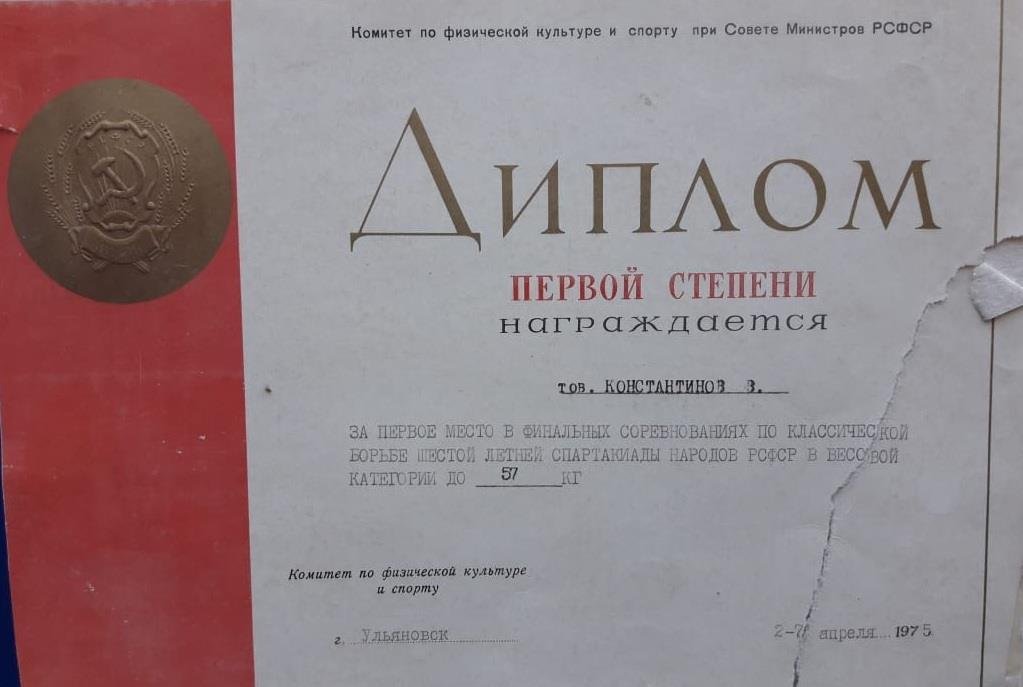 Комитет по физической культуре и спорту при Совете Министров РСФСР
ДИПЛОМ
ПЕРВОЙ СТЕПЕНИ
награждается
тов. КОНСТАНТИНОВ В.
ЗА ПЕРВОЕ МЕСТО В ФИНАЛЬНЫХ СОРЕВНОВАНИЯХ ПО КЛАССИЧЕСКОЙ
БОРЬБЕ ШЕСТОЙ ЛЕТНЕЙ СПАРТАКИАДЫ НАРОДОВ РСФСР В ВЕСОВОЙ
КАТЕГОРИИ ДО 57 КГ
Комитет по физической культуре
и спорту
г. Ульяновск
2-7 апреля 1975